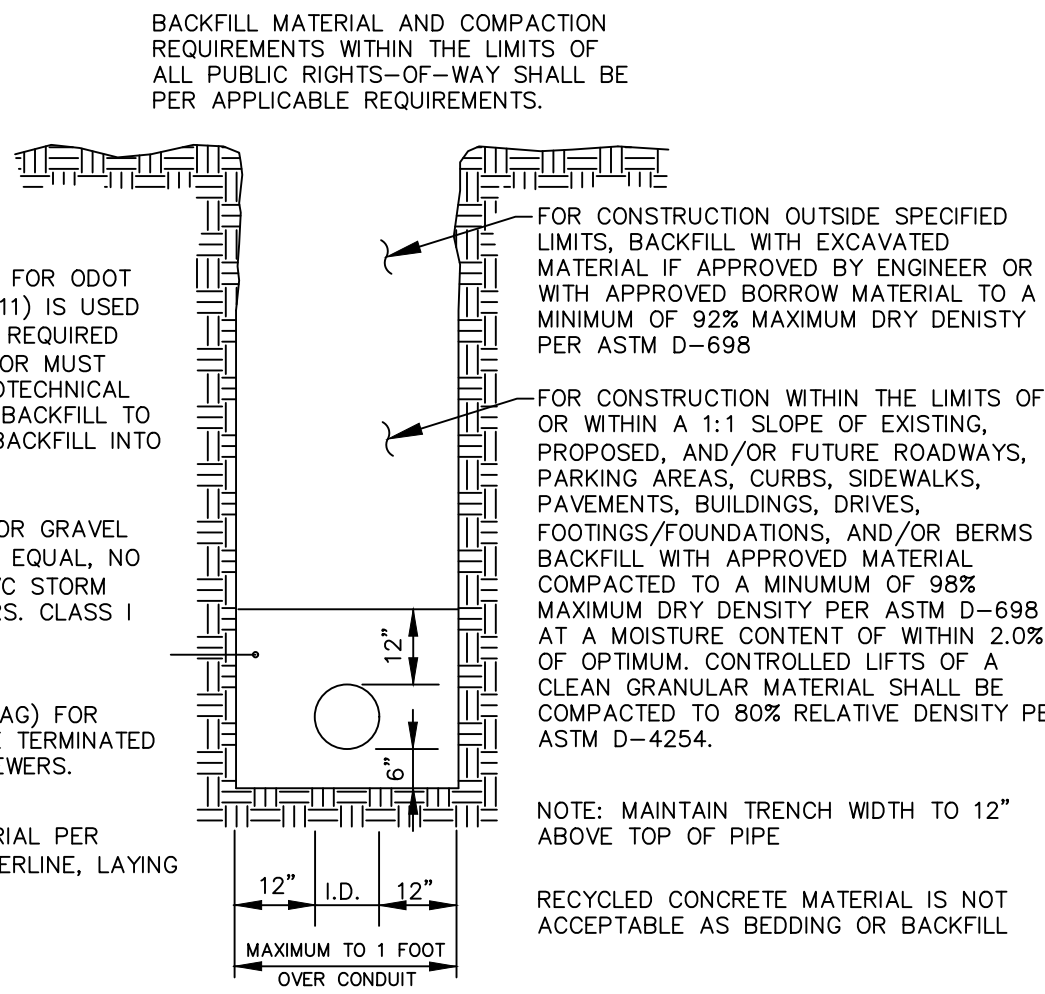 BACKFILL MATERIAL AND COMPACTION
REQUIREMENTS WITHIN THE LIMITS OF
ALL PUBLIC RIGHTS-OF-WAY SHALL BE
PER APPLICABLE REQUIREMENTS.
FOR ODOT
11) IS USED
REQUIRED
OR MUST
OTECHNICAL
BACKFILL TO
BACKFILL INTO
OR GRAVEL
EQUAL, NO
VC STORM
RS. CLASS I
AG) FOR
E TERMINATED
EWERS.
RIAL PER
ERLINE, LAYING
FOR CONSTRUCTION OUTSIDE SPECIFIED
LIMITS, BACKFILL WITH EXCAVATED
MATERIAL IF APPROVED BY ENGINEER OR
WITH APPROVED BORROW MATERIAL TO A
MINIMUM OF 92% MAXIMUM DRY DENISTY
PER ASTM D-698
FOR CONSTRUCTION WITHIN THE LIMITS OF
OR WITHIN A 1:1 SLOPE OF EXISTING,
PROPOSED, AND/OR FUTURE ROADWAYS,
PARKING AREAS, CURBS, SIDEWALKS,
PAVEMENTS, BUILDINGS, DRIVES,
FOOTINGS/FOUNDATIONS, AND/OR BERMS
BACKFILL WITH APPROVED MATERIAL
COMPACTED TO A MINUMUM OF 98%
MAXIMUM DRY DENSITY PER ASTM D-698
AT A MOISTURE CONTENT OF WITHIN 2.0%
OF OPTIMUM. CONTROLLED LIFTS OF A
CLEAN GRANULAR MATERIAL SHALL BE
COMPACTED TO 80% RELATIVE DENSITY PE
ASTM D-4254.
NOTE: MAINTAIN TRENCH WIDTH TO 12"
ABOVE TOP OF PIPE
RECYCLED CONCRETE MATERIAL IS NOT
ACCEPTABLE AS BEDDING OR BACKFILL
12"
6"
12" I.D. 12"
MAXIMUM TO 1 FOOT
OVER CONDUIT